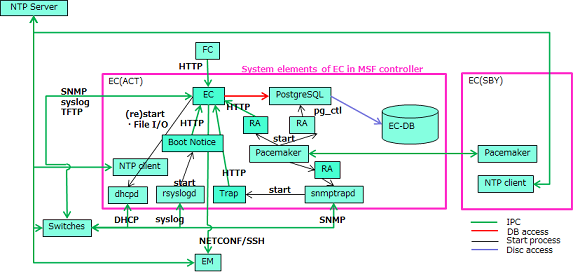 NTP Server
FC
HTTP
System elements of EC in MSF controller
EC(ACT)
EC(SBY)
SNMP
syslog
TFTP
(re)start
・File I/O
EC
HTTP
PostgreSQL
pg_ctl
HTTP
RA
RA
EC-DB
Boot Notice
start
Pacemaker
Pacemaker
NTP client
HTTP
RA
NTP client
start
dhcpd
rsyslogd
Trap
start
snmptrapd
Switches
DHCP
syslog
SNMP
NETCONF/SSH
EM
IPC
DB access
Start process
Disc access